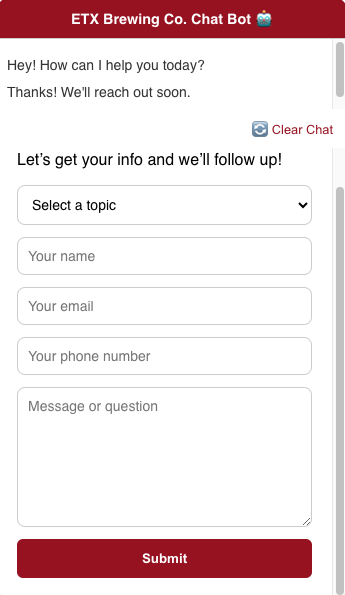 ETX Brewing Co. Chat Bot 🤖
Hey! How can I help you today?
Thanks! We'll reach out soon.
🔄 Clear Chat
Let’s get your info and we’ll follow up!
Select a topic
Your name
Your email
Your phone number
Message or question
Submit